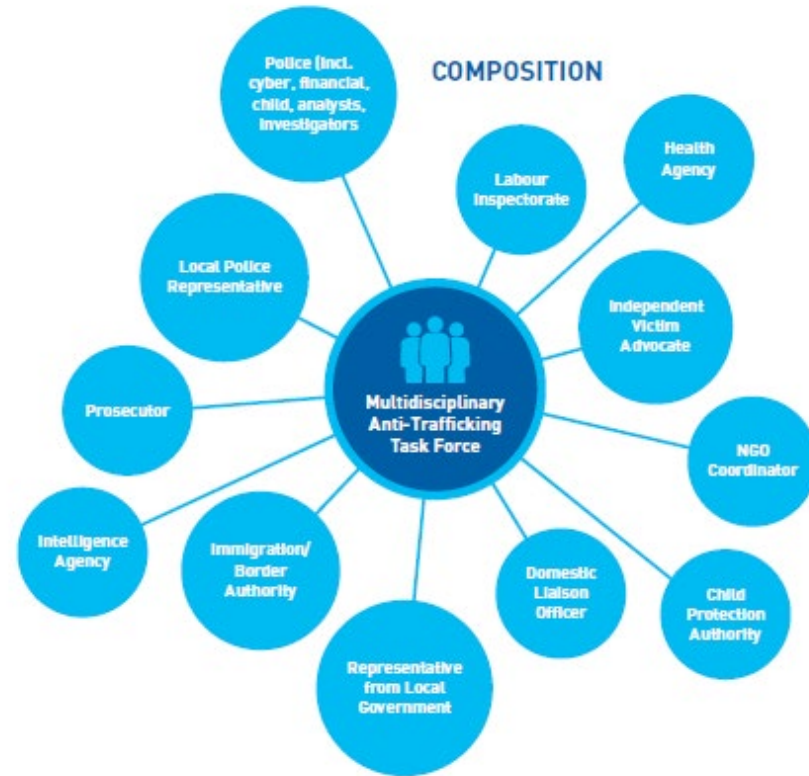 COMPOSITION
Police (incl.
cyber, financial,
child, analysts,
investigators
Labour
Inspectorate
Health
Agency
Local Police
Representative
Independent
Victim
Advocate
Multidisciplinary
Anti-Trafficking
Task Force
Prosecutor
NGO
Coordinator
Intelligence
Agency
Immigration/
Border
Authority
Domestic
Liaison
Officer
Child
Protection
Authority
Representative
from Local
Government